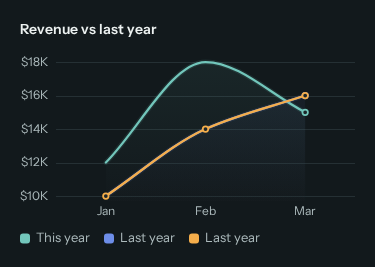 Revenue vs last year
$18K
$16K
$14K
$12K
$10K
Jan Feb Mar
This year Last year Last year